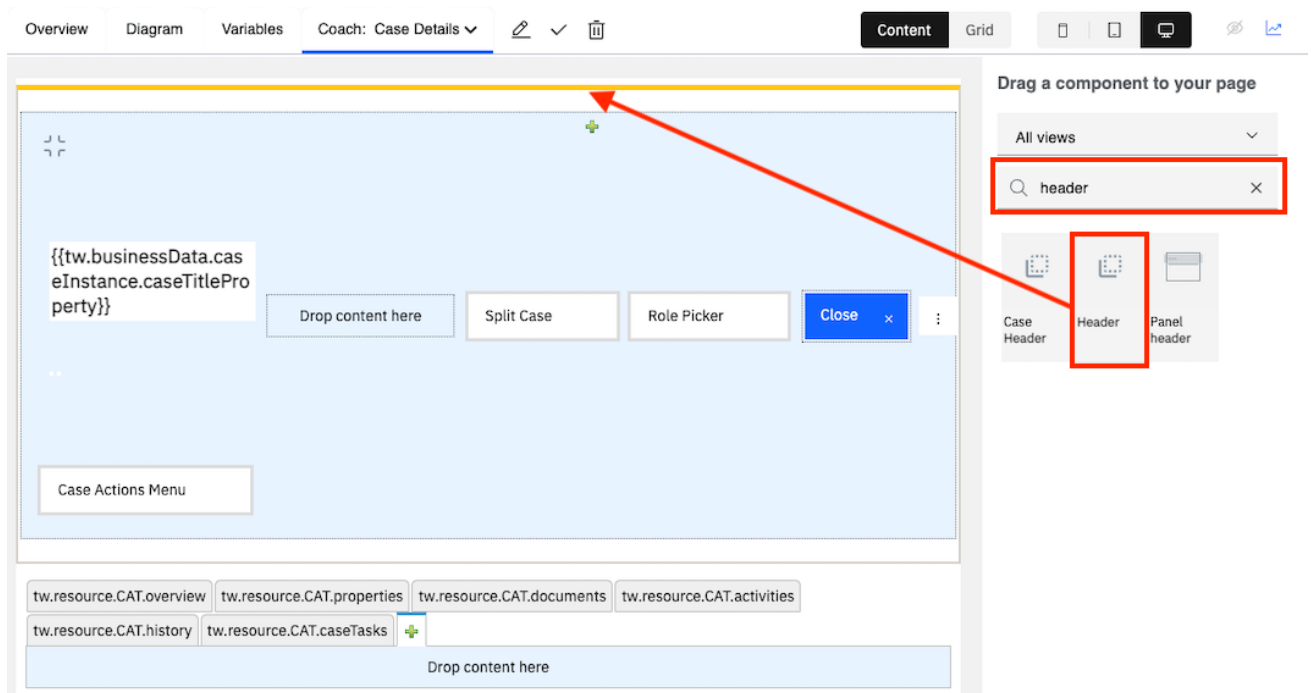 Overview Diagram Variables Coach: Case Details Content Grid
Drag a component to your page
All views
header
{{tw.businessData.cas
eInstance.caseTitlePro
perty}}
Drop content here Split Case Role Picker Close ×
Case
Header
Header
Panel
header
Case Actions Menu
tw.resource.CAT.overview tw.resource.CAT.properties tw.resource.CAT.documents tw.resource.CAT.activities
tw.resource.CAT.history tw.resource.CAT.caseTasks
Drop content here